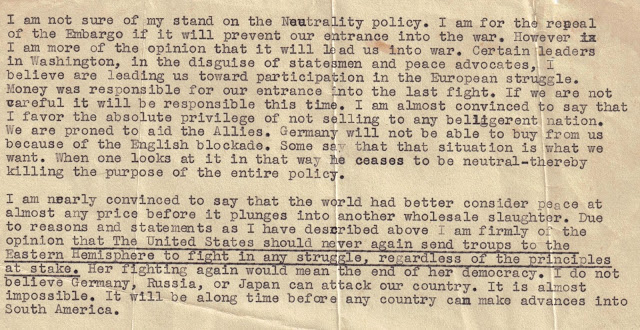 I am not sure of my stand on the Neutrality policy. I am for the repeal
of the Embargo if it will prevent our entrance into the war. However ix
I am more of the opinion that it will lead us into war. Certain leaders
in Washington, in the disguise of statesmen and peace advocates, I
believe are leading us toward participation in the European struggle.
Money was responsible for our entrance into the last fight. If we are not
careful it will be responsible this time. I am almost convinced to say that
I favor the absolute privilege of not selling to any belligerent nation.
We are proned to aid the Allies. Germany will not be able to buy from us
because of the English blockade. Some say that that situation is what we
want. When one looks at it in that way he ceases to be neutral-thereby
killing the purpose of the entire policy.
I am nearly convinced to say that the world had better consider peace at
almost any price before it plunges into another wholesale slaughter. Due
to reasons and statements as I have described above I am firmly of the
opinion that The United States should never again send troups to the
Eastern Hemisphere to fight in any struggle, regardless of the principles
at stake. Her fighting again would mean the end of her democracy. I do not
believe Germany, Russia, or Japan can attack our country. It is almost
impossible. It will be along time before any country can make advances into
South America.